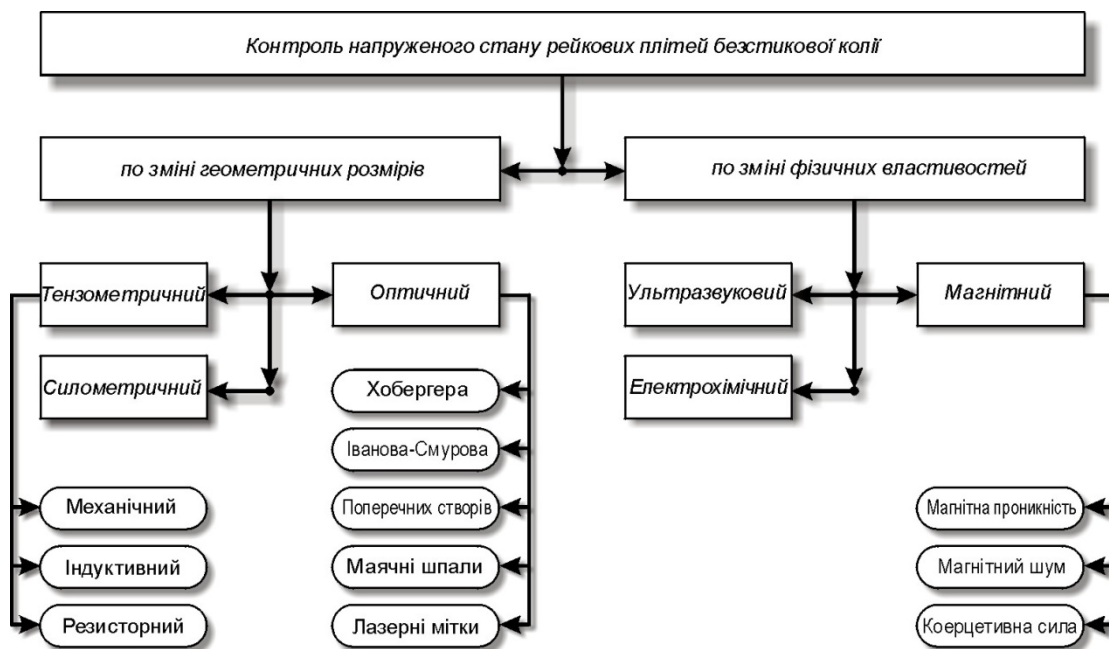 Контроль напруженого стану рейкових плітей безстикової колії
по зміні геометричних розмірів
по зміні фізичних властивостей
Тензометричний
Оптичний
Ультразвуковий
Магнітний
Силометричний
Електрохімічний
Хобергера
Іванова-Смурова
Механічний
Поперечних створів
Магнітна проникність
Індуктивний
Маячні шпали
Магнітний шум
Резисторний
Лазерні мітки
Коерцетивна сила